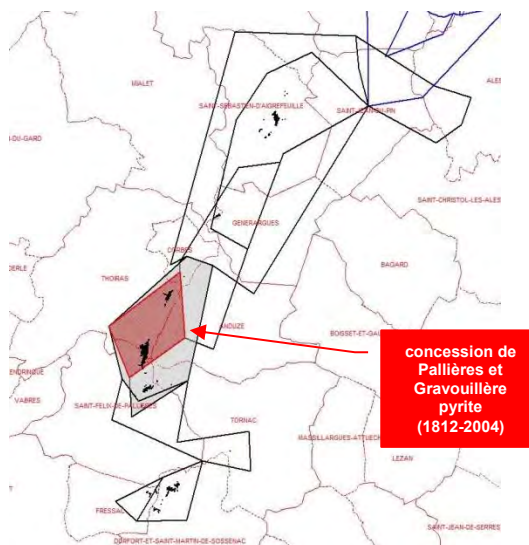 MIALET
ALES
SAINT-SEBASTIEN-D'AIGREFEUILLE
SAINT-JEAN-DU-PIN
-DU-GARD
SAINT-CHRISTOL-LES-ALES
GENERARGUES
CORBES
BAGARD
THOIRAS
ANDUZE
BOISSET-ET-GA
VABRES
SAINT-FELIX-DE-PALLIERES
TORNAC
MASSILLARGUES-ATTUECH
LEZAN
FRESSAC
SAINT-JEAN-DE-SERRES
DURFORT-ET-SAINT-MARTIN-DE-SOSSENAC
concession de
Pallières et
Gravouillère
pyrite
(1812-2004)